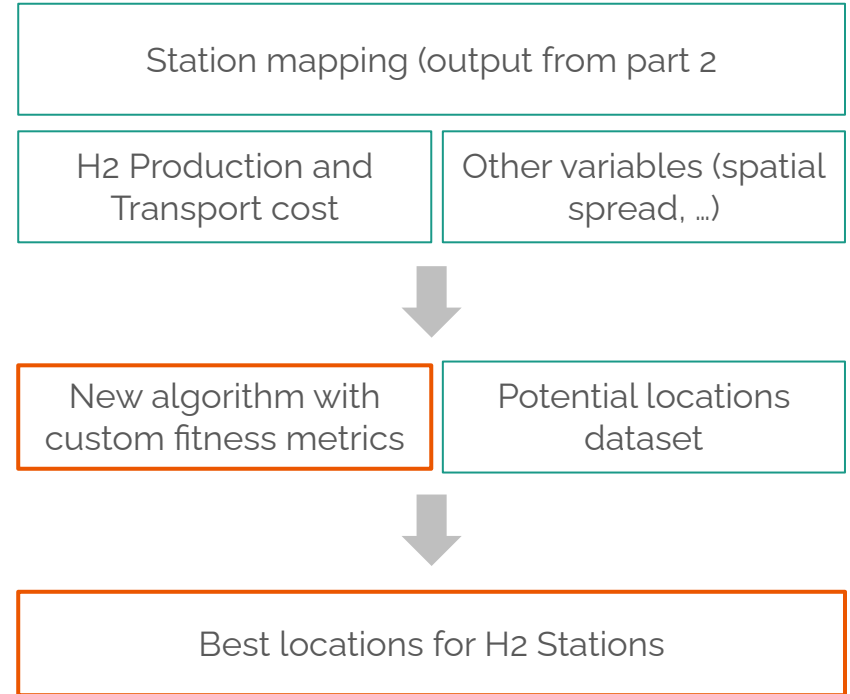 Station mapping (output from part 2
H2 Production and
Transport cost
Other variables (spatial
spread, …)
New algorithm with
custom fitness metrics
Potential locations
dataset
Best locations for H2 Stations